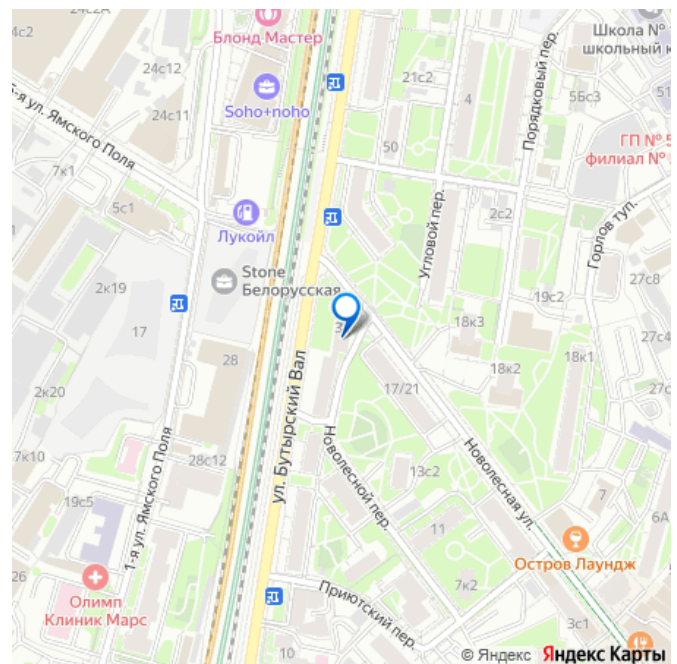 24с2А
Блонд Мастер
Школа №
школьный к
4с2
24с12
21с2
Порядковый пер.
5Бс3
51
Soho+noho
4
24с11
1-я ул. Ямского Поля
50
ГП № 5
филиал №
7к1
5с1
Лукойл
Угловой пер.
2с2
Горлов туп.
Stone
Белорусская
2к19
19с2
27с8
17
18к3
27с4
28
18к1
18к2
ул. Бутырский Вал
17/21
2к20
27с
7к10
28с12
Новолесной пер.
Новолесная ул.
13с2
19с5
1-я ул. Ямского Поля
7
11
6А
Остров Лаундж
26
Олимп
Клиник Марс
7к2
Приютский пер.
3с1
10
© Яндекс Яндекс Карты